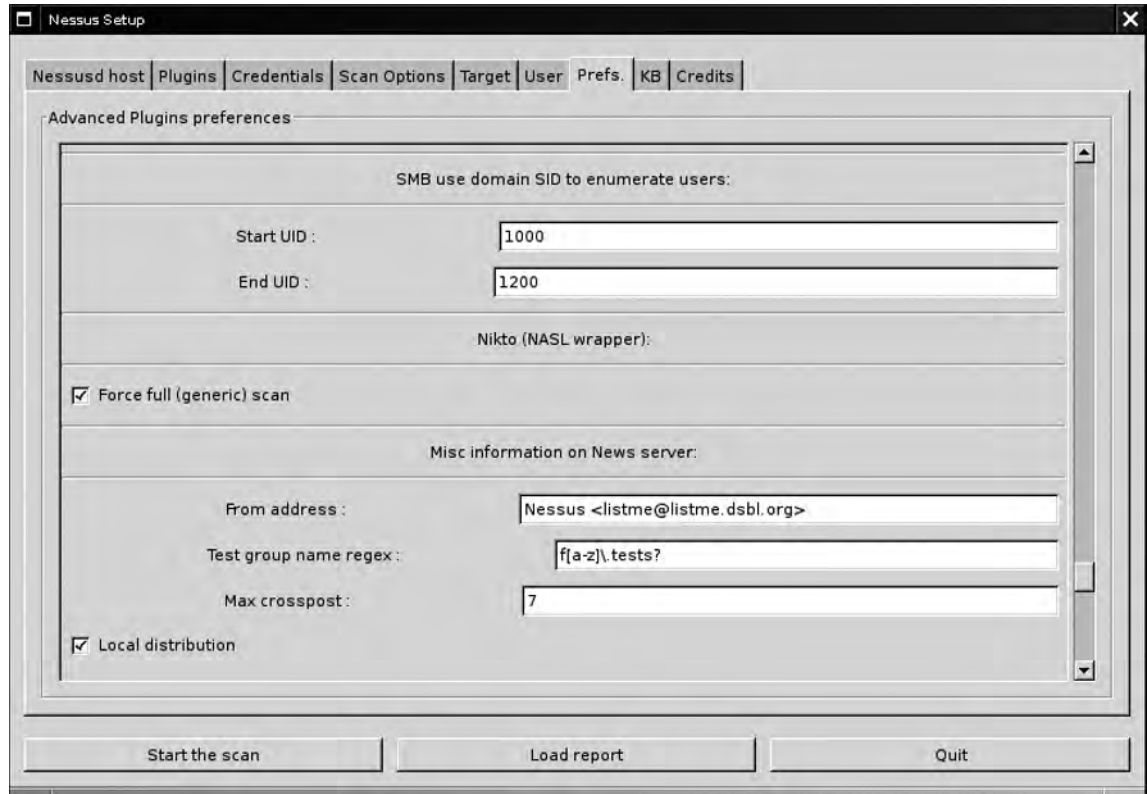 Nessus Setup
Nessusd host Plugins Credentials Scan Options Target User Prefs. KB Credits
Advanced Plugins preferences
SMB use domain SID to enumerate users:
Start UID : 1000
End UID : 1200
Nikto (NASL wrapper):
Force full (generic) scan
Misc information on News server:
From address : Nessus <listme@listme.dsbl.org>
Test group name regex : f[a-z]\.tests?
Max crosspost : 7
Local distribution
Start the scan Load report Quit